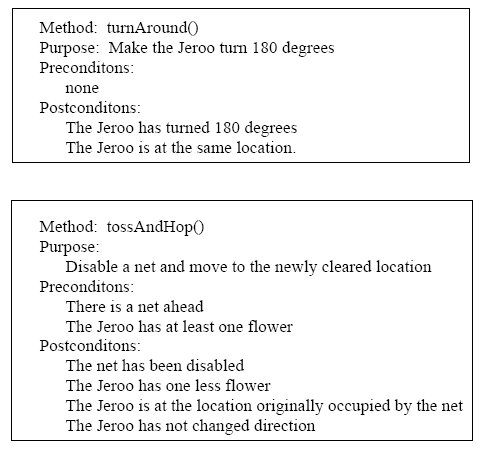 Method:  turnAround()
Purpose:  Make the Jeroo turn 180 degrees
Preconditons:
none
Postconditons:
The Jeroo has turned 180 degrees
The Jeroo is at the same location.
Method:  tossAndHop()
Purpose:
Disable a net and move to the newly cleared location
Preconditons:
There is a net ahead
The Jeroo has at least one flower
Postconditons:
The net has been disabled
The Jeroo has one less flower
The Jeroo is at the location originally occupied by the net
The Jeroo has not changed direction